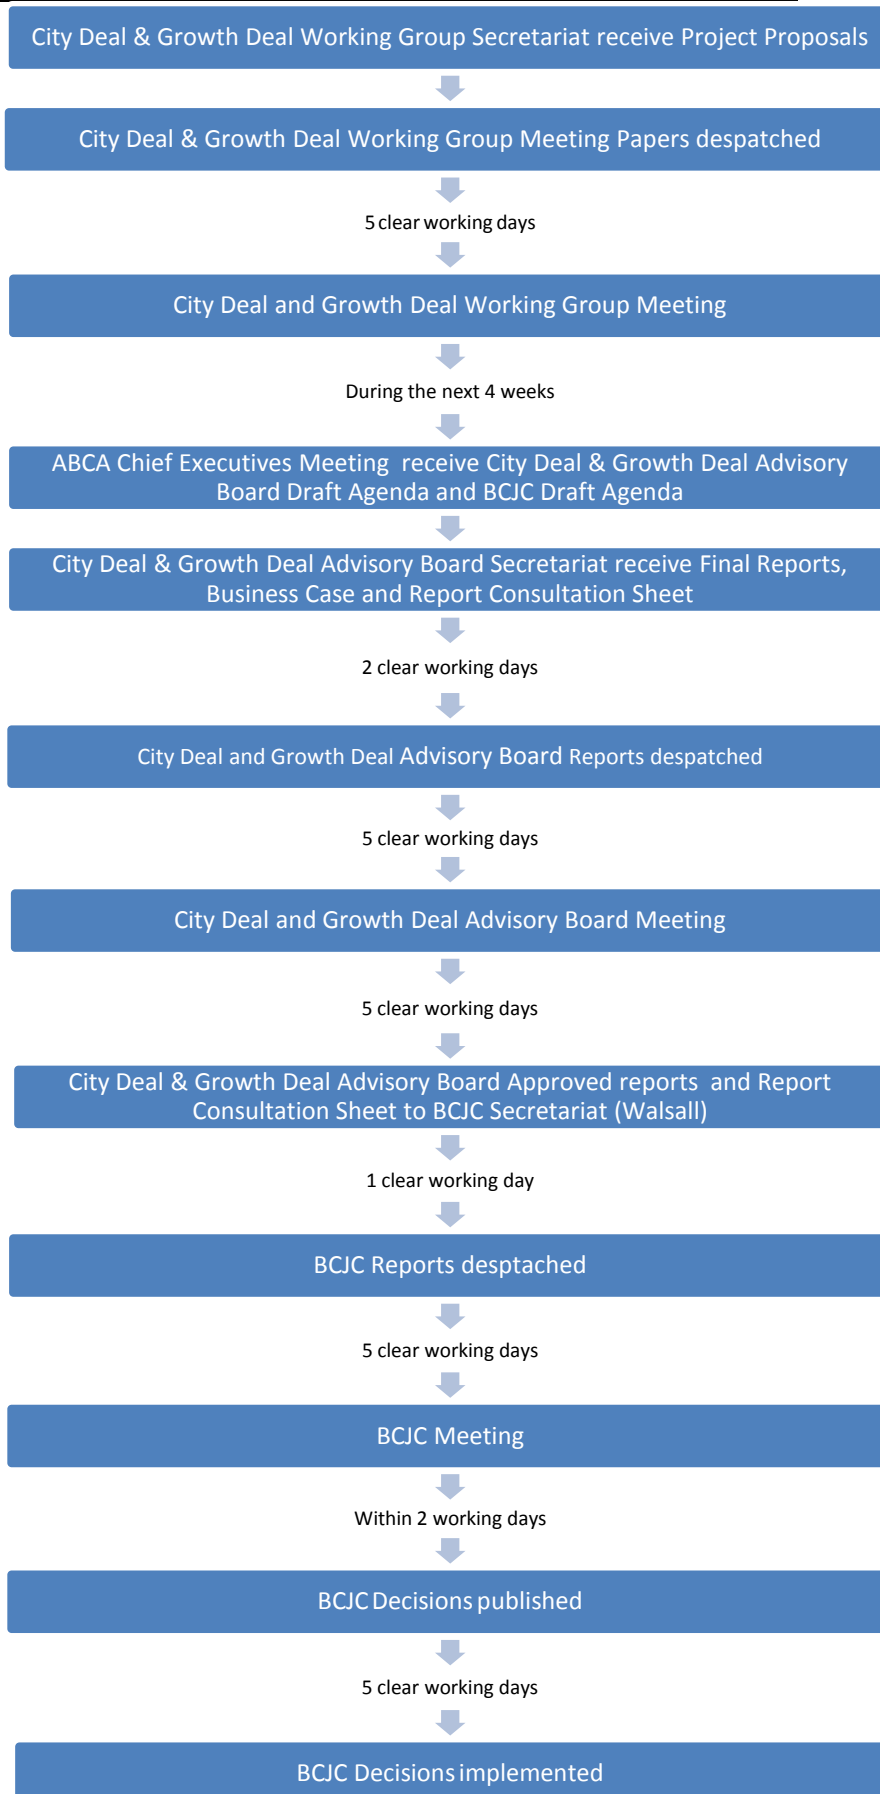 City Deal & Growth Deal Working Group Secretariat receive Project Proposals
City Deal & Growth Deal Working Group Meeting Papers despatched
5 clear working days
City Deal and Growth Deal Working Group Meeting
During the next 4 weeks
ABCA Chief Executives Meeting receive City Deal & Growth Deal Advisory
Board Draft Agenda and BCJC Draft Agenda
City Deal & Growth Deal Advisory Board Secretariat receive Final Reports,
Business Case and Report Consultation Sheet
2 clear working days
City Deal and Growth Deal Advisory Board Reports despatched
5 clear working days
City Deal and Growth Deal Advisory Board Meeting
5 clear working days
City Deal & Growth Deal Advisory Board Approved reports and Report
Consultation Sheet to BCJC Secretariat (Walsall)
1 clear working day
BCJC Reports desptached
5 clear working days
BCJC Meeting
Within 2 working days
BCJC Decisions published
5 clear working days
BCJC Decisions implemented